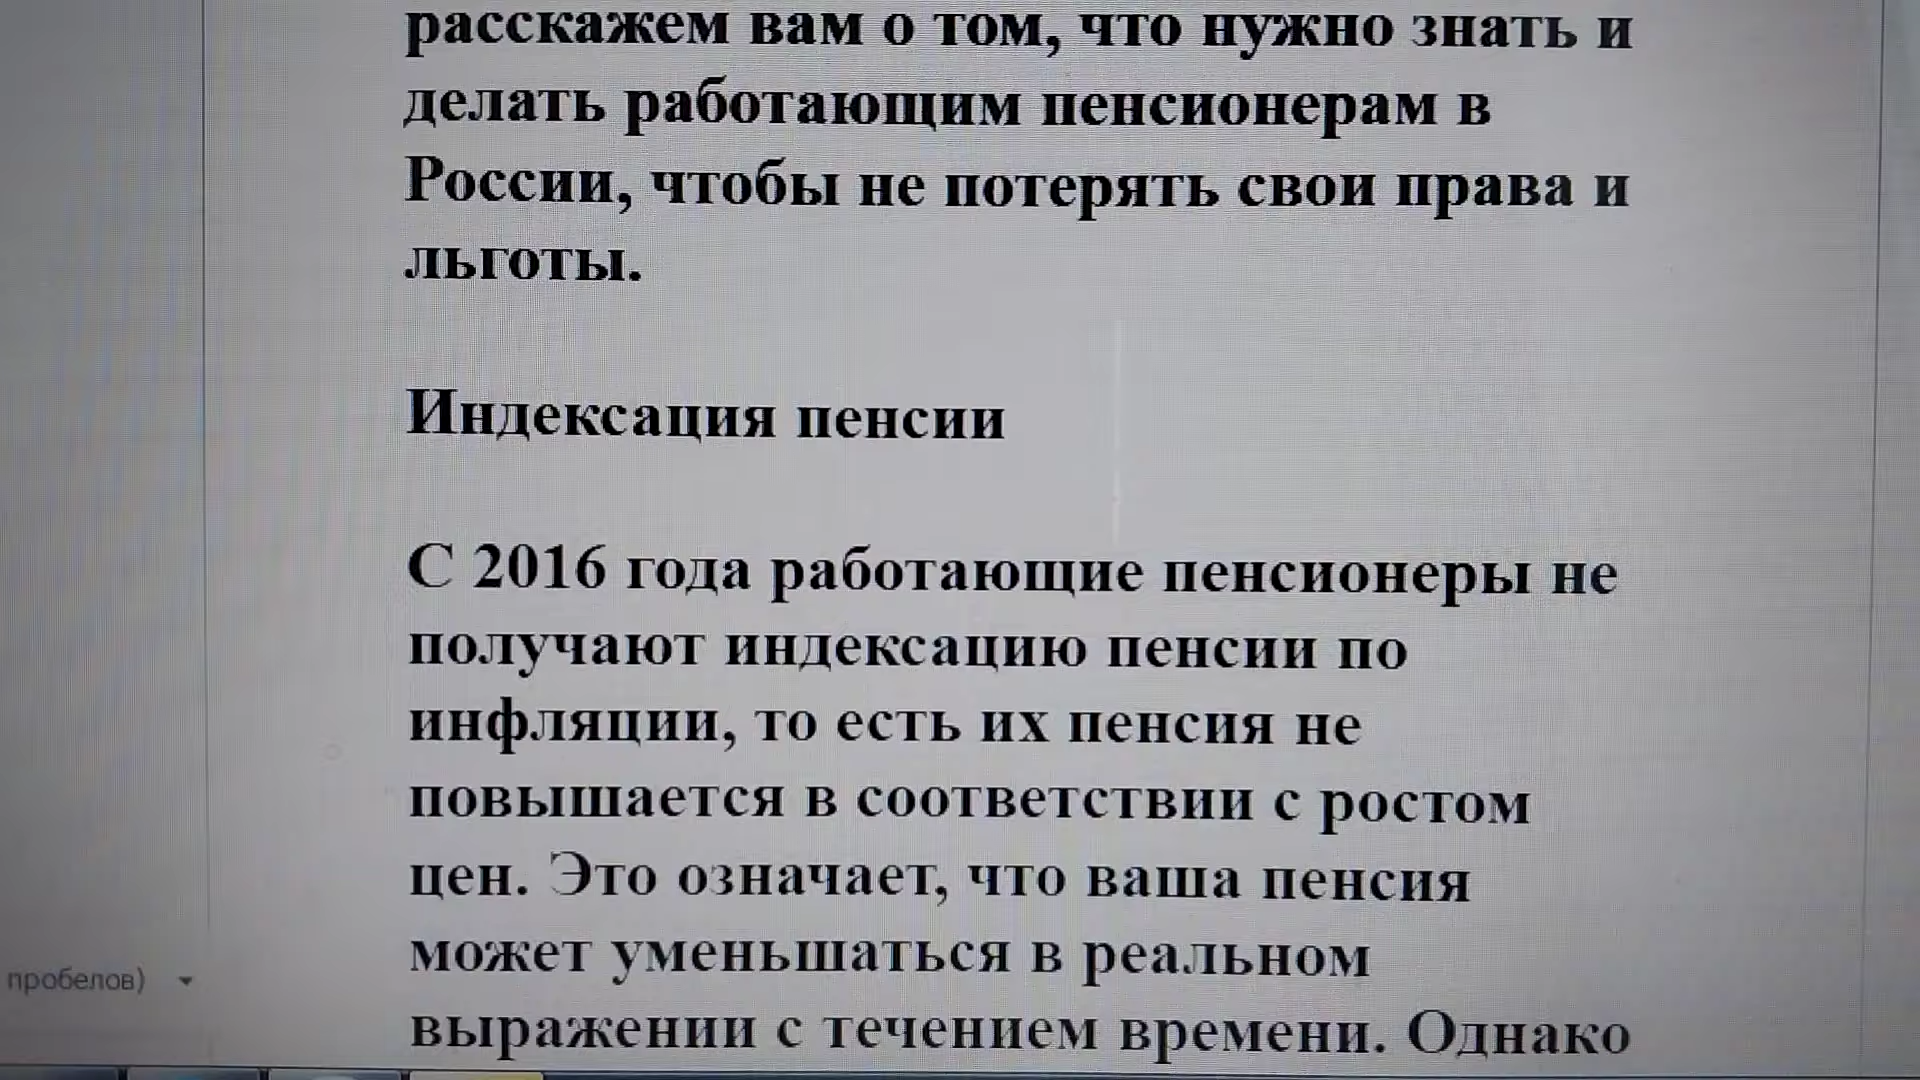 расскажем вам о том, что нужно знать и
делать работающим пенсионерам в
России, чтобы не потерять свои права и
льготы.
Индексация пенсии
С 2016 года работающие пенсионеры не
получают индексацию пенсии по
инфляции, то есть их пенсия не
повышается в соответствии с ростом
цен. Это означает, что ваша пенсия
может уменьшаться в реальном
выражении с течением времени. Однако
пробелов)